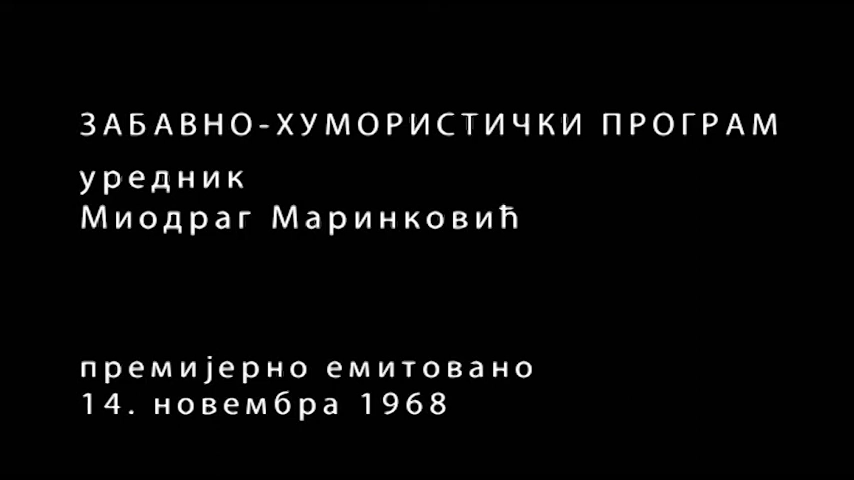 ЗАБАВНО-ХУМОРИСТИЧКИ ПРОГРАМ
уредник
Миодраг Маринковић
премијерно емитовано
14. новембра 1968